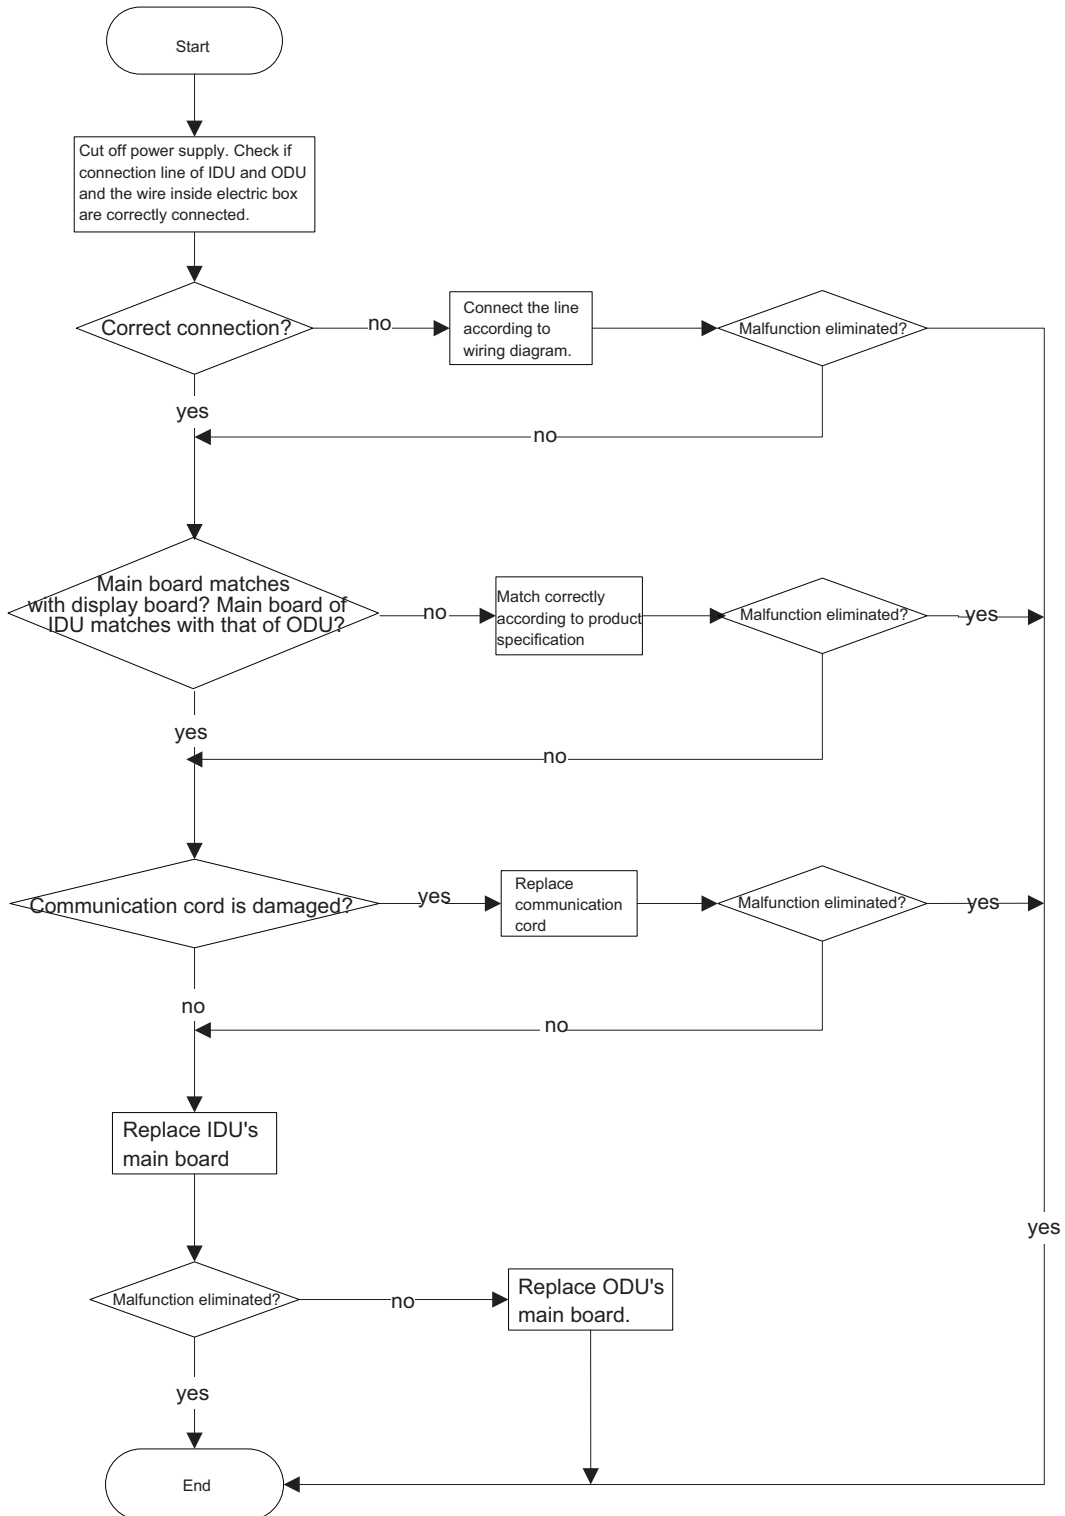 Start
Cut off power supply. Check if
connection line of IDU and ODU
and the wire inside electric box
are correctly connected.
Correct connection?
no
Connect the line
according to
wiring diagram.
Malfunction eliminated?
yes
no
Main board matches
with display board? Main board of
IDU matches with that of ODU?
no
Match correctly
according to product
specification
Malfunction eliminated?
yes
yes
no
Communication cord is damaged?
yes
Replace
communication
cord
Malfunction eliminated?
yes
no
no
Replace IDU's
main board
yes
Malfunction eliminated?
no
Replace ODU's
main board.
yes
End